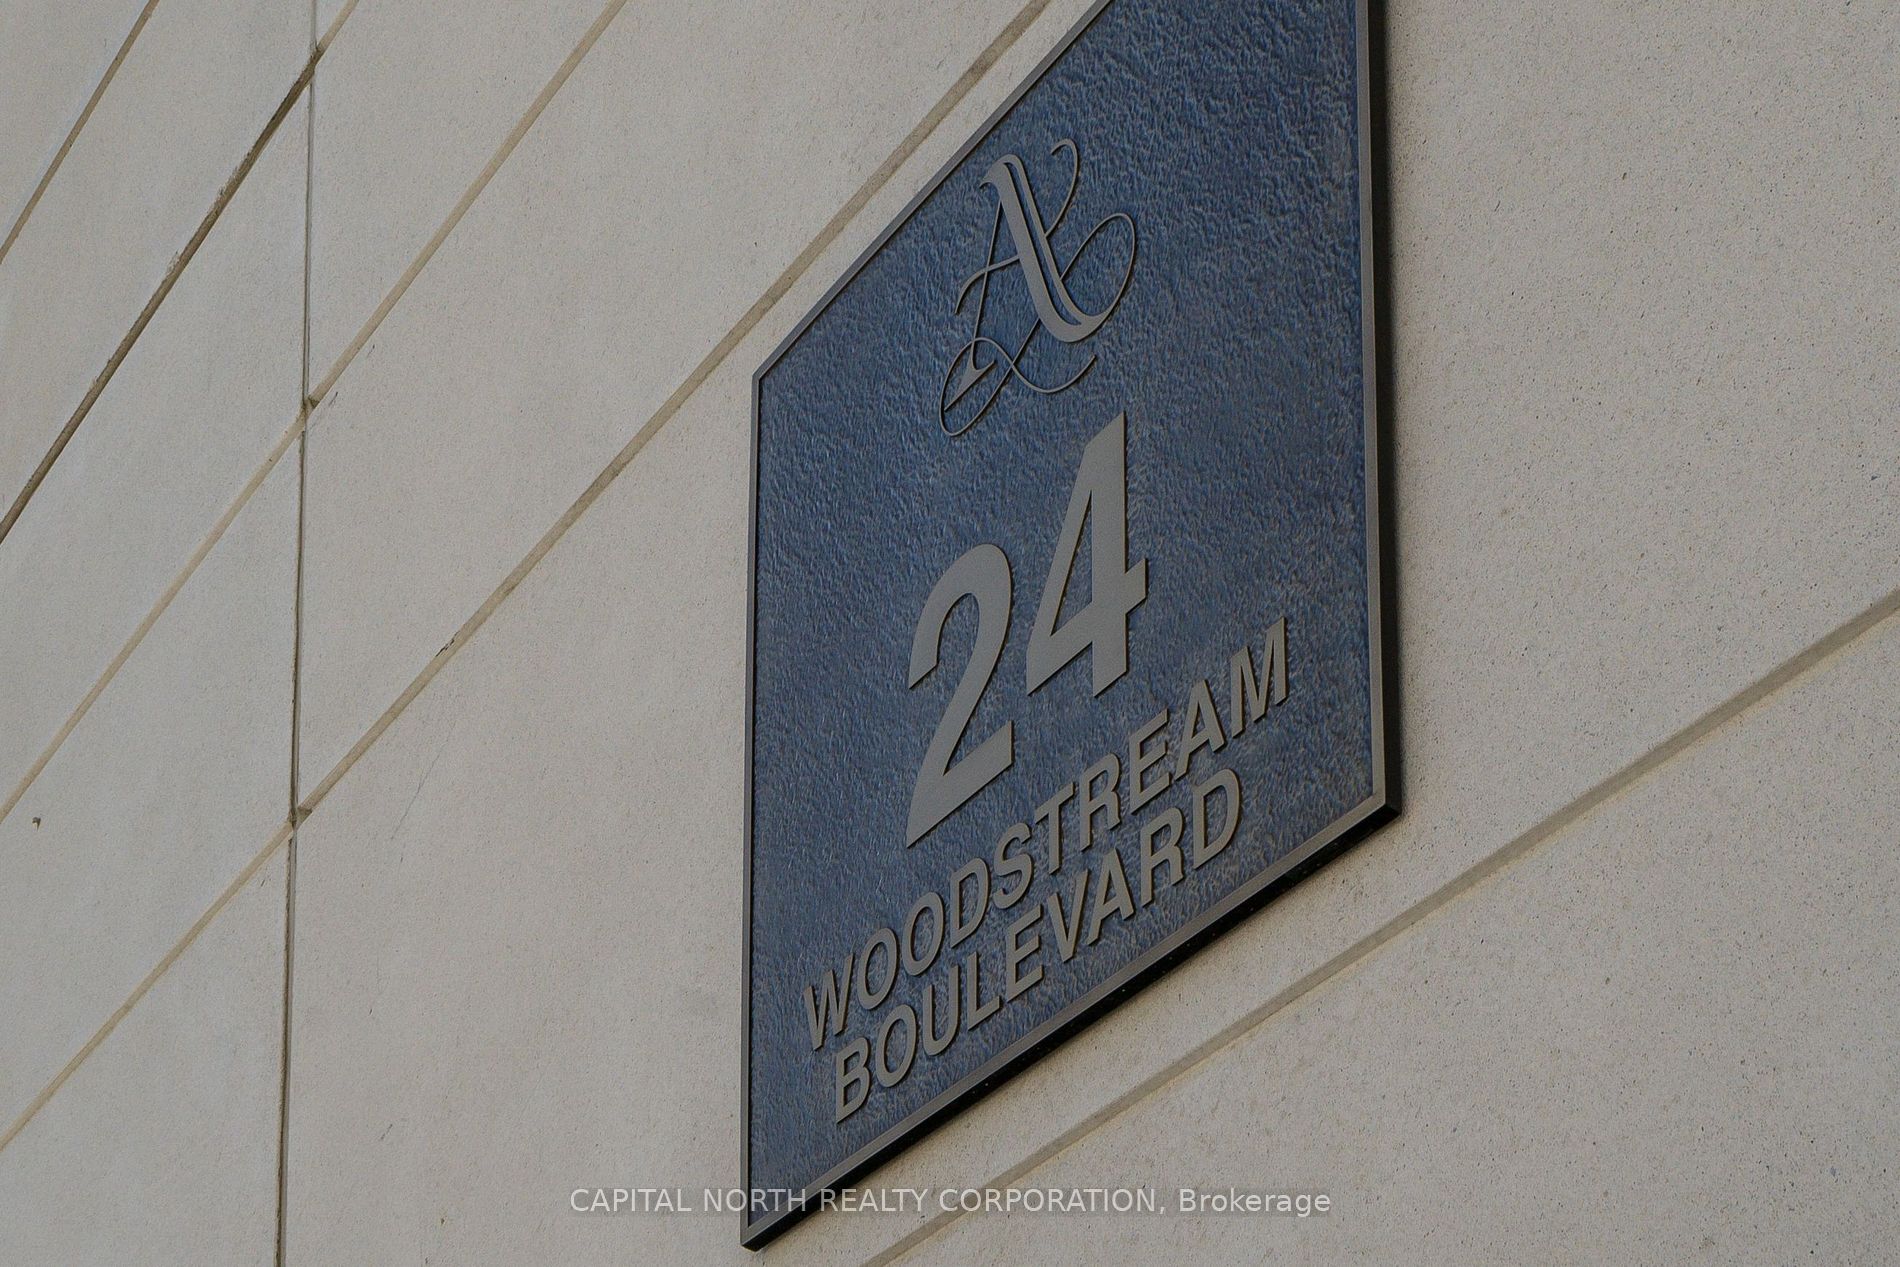 A
24
WOODSTREAM
BOULEVARD
CAPITAL NORTH REALTY CORPORATION, Brokerage